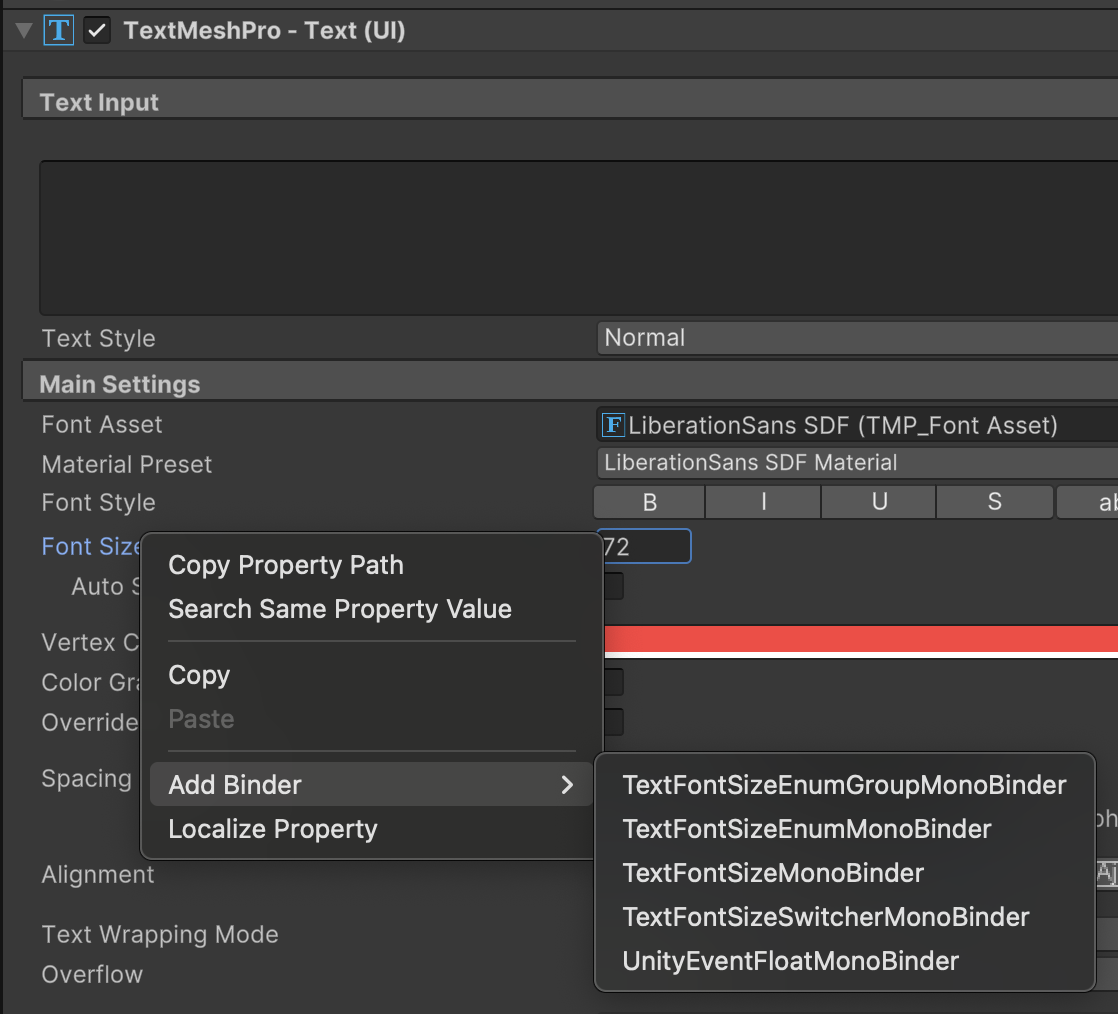 T TextMeshPro - Text (UI)
Text Input
Text Style Normal
Main Settings
Font Asset F LiberationSans SDF (TMP_Font Asset)
Material Preset LiberationSans SDF Material
Font Style B I U S ab
Font Size 72
Auto S
Vertex C
Color Gra
Override
Spacing
Alignment
Text Wrapping Mode
Overflow
Copy Property Path
Search Same Property Value
Copy
Paste
Add Binder
Localize Property
TextFontSizeEnumGroupMonoBinder
TextFontSizeEnumMonoBinder
TextFontSizeMonoBinder
TextFontSizeSwitcherMonoBinder
UnityEventFloatMonoBinder